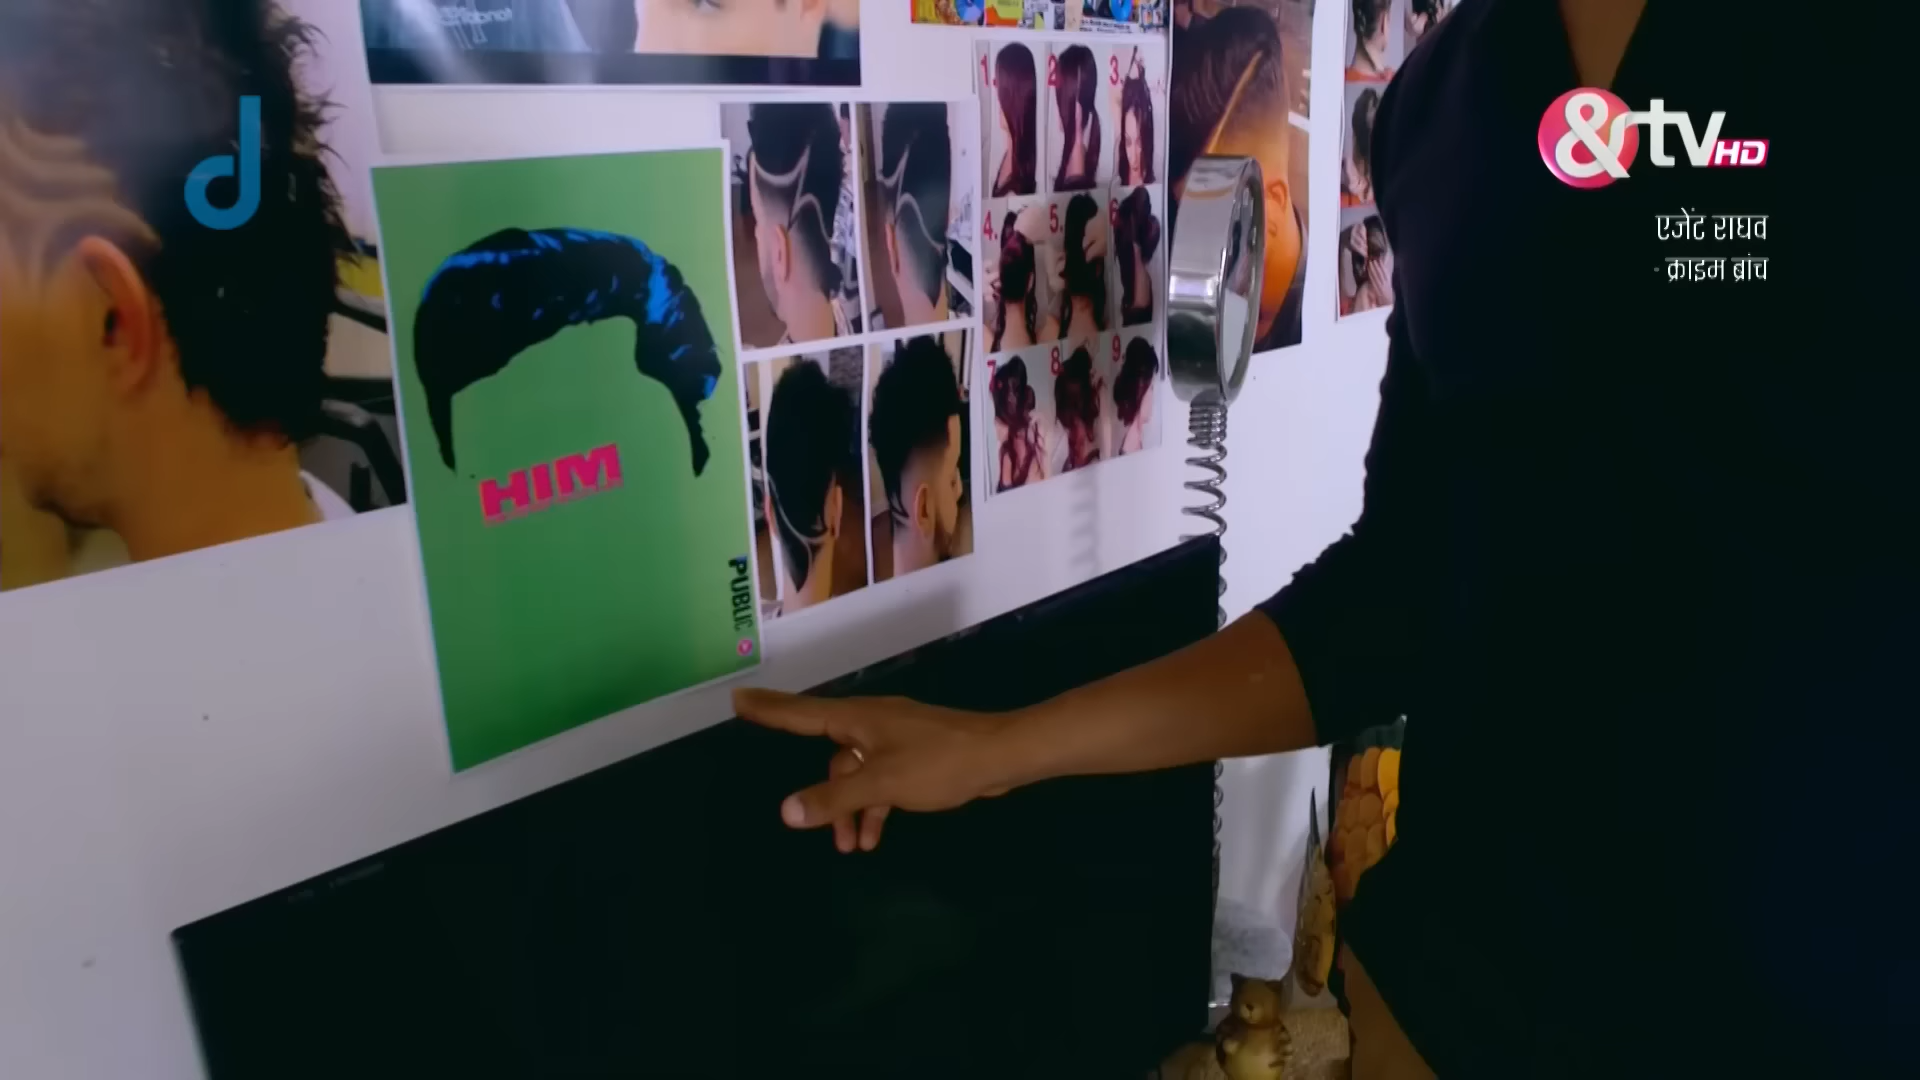 1. 2. 3.
4. 5. 6.
7. 8. 9.
HIM
PUBLIC
d
&tv HD
एजेंट राघव
- क्राइम ब्रांच